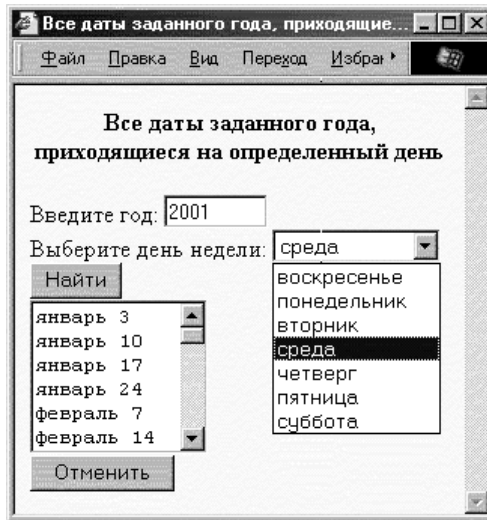 Все даты заданного года, приходящие...
Файл Правка Вид Переход Избран
Все даты заданного года,
приходящиеся на определенный день
Введите год: 2001
Выберите день недели: среда
Найти
воскресенье
понедельник
вторник
среда
четверг
пятница
суббота
январь 3
январь 10
январь 17
январь 24
февраль 7
февраль 14
Отменить